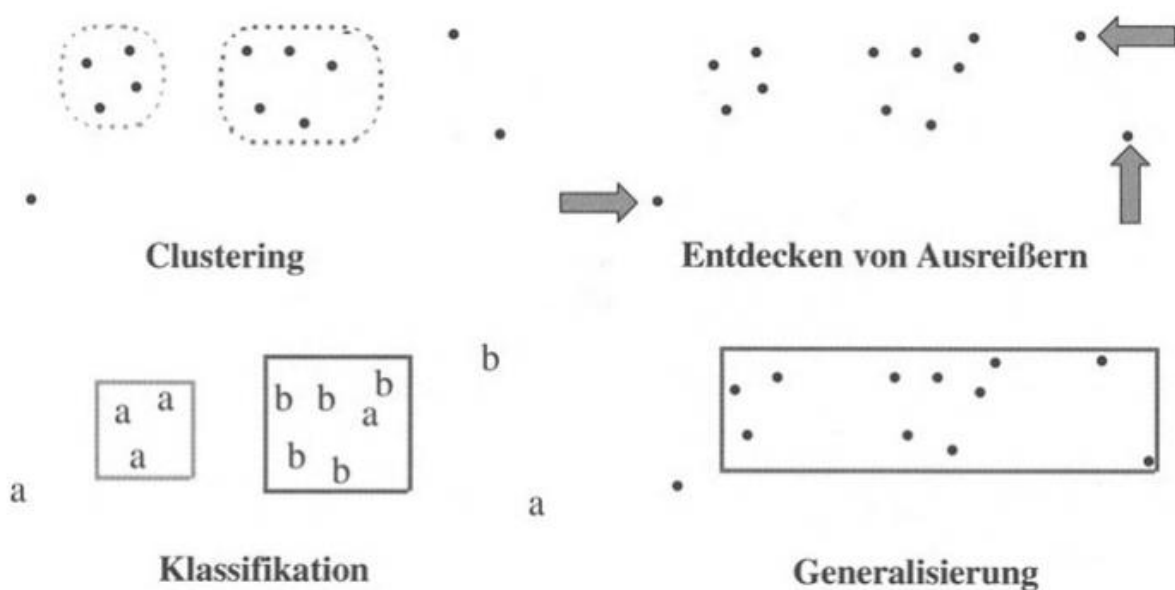 Clustering
Entdecken von Ausreißern
b
a a
a
b b b
a
b b
a
a
Klassifikation
Generalisierung